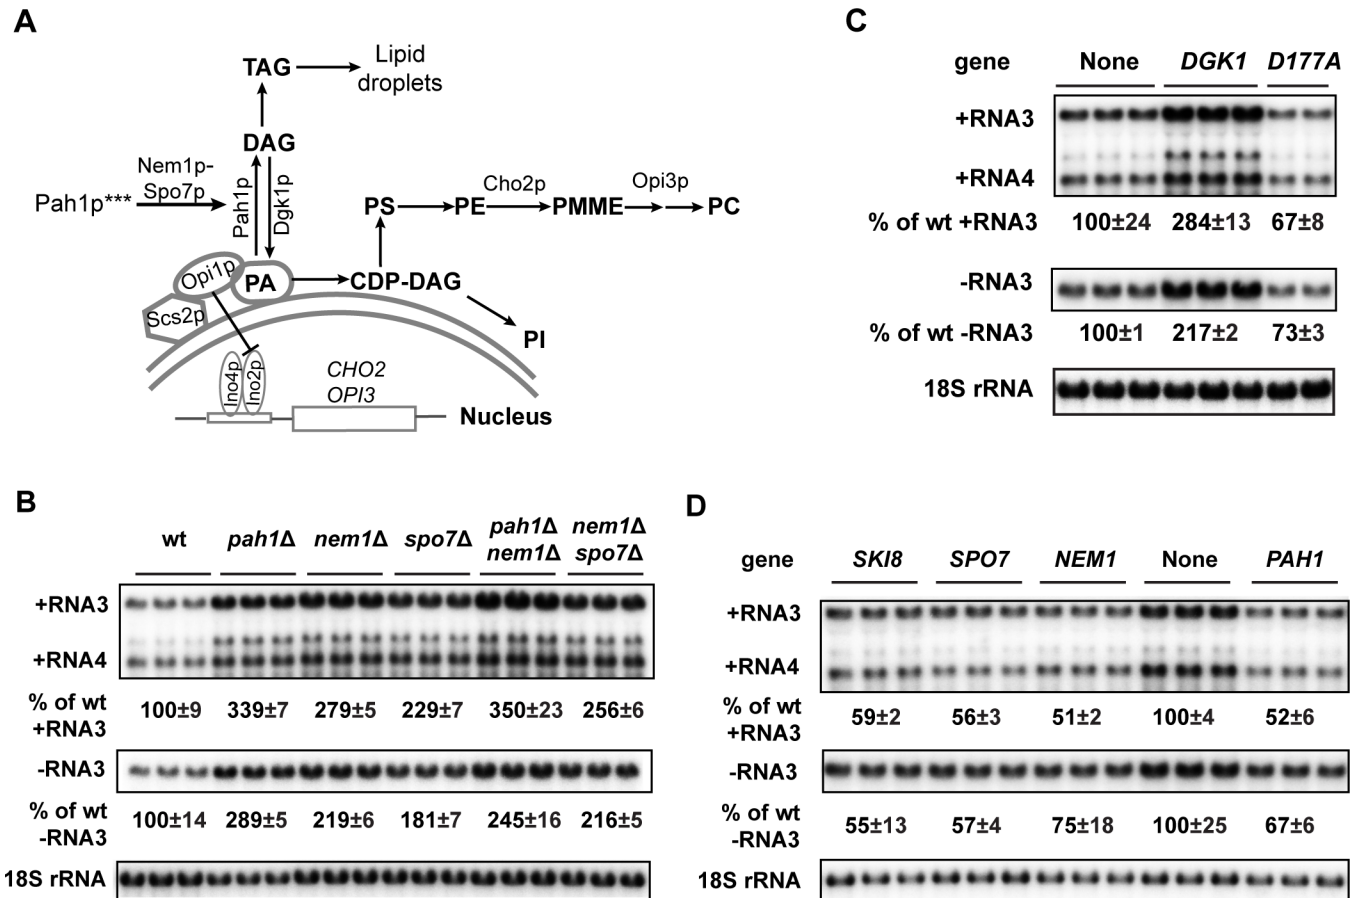 A
TAG
Lipid
droplets
DAG
Nem1p-
Spo7p
Pah1p***
Pah1p
Dgk1p
PS
PE
Cho2p
PMME
Opi3p
PC
Opi1p
PA
CDP-DAG
Scs2p
PI
Ino4p
Ino2p
CHO2
OPI3
Nucleus
C
gene None DGK1 D177A
+RNA3
+RNA4
% of wt +RNA3 100±24 284±13 67±8
-RNA3
% of wt -RNA3 100±1 217±2 73±3
18S rRNA
B
wt pah1Δ nem1Δ spo7Δ pah1Δ nem1Δ
nem1Δ spo7Δ
+RNA3
+RNA4
% of wt
+RNA3
100±9 339±7 279±5 229±7 350±23 256±6
-RNA3
% of wt
-RNA3
100±14 289±5 219±6 181±7 245±16 216±5
18S rRNA
D
gene SKI8 SPO7 NEM1 None PAH1
+RNA3
+RNA4
% of wt
+RNA3
59±2 56±3 51±2 100±4 52±6
-RNA3
% of wt
-RNA3
55±13 57±4 75±18 100±25 67±6
18S rRNA